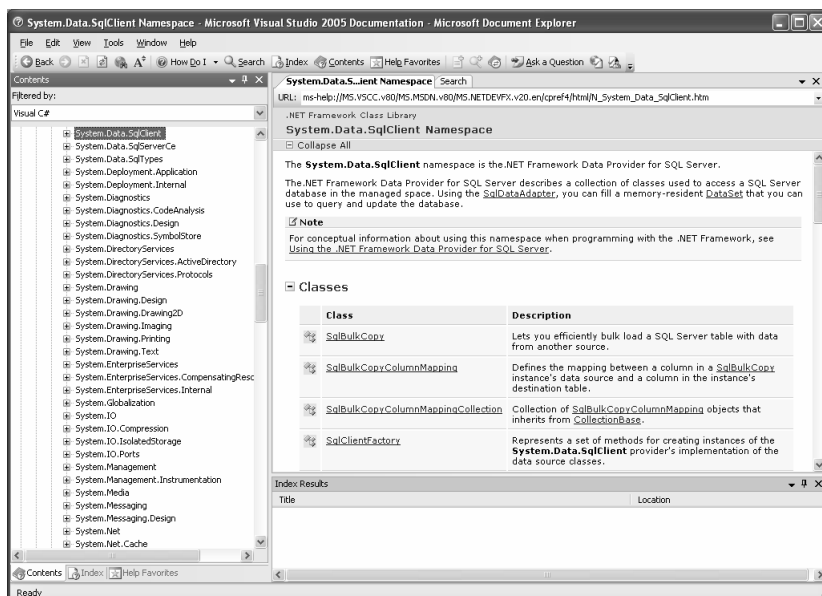 System.Data.SqlClient Namespace - Microsoft Visual Studio 2005 Documentation - Microsoft Document Explorer
File Edit View Tools Window Help
Back How Do I Search Index Contents Help Favorites Ask a Question
Contents
Filtered by:
Visual C#
System.Data.SqlClient
System.Data.SqlServerCe
System.Data.SqlTypes
System.Deployment.Application
System.Deployment.Internal
System.Diagnostics
System.Diagnostics.CodeAnalysis
System.Diagnostics.Design
System.Diagnostics.SymbolStore
System.DirectoryServices
System.DirectoryServices.ActiveDirectory
System.DirectoryServices.Protocols
System.Drawing
System.Drawing.Design
System.Drawing.Drawing2D
System.Drawing.Imaging
System.Drawing.Printing
System.Drawing.Text
System.EnterpriseServices
System.EnterpriseServices.CompensatingResc
System.EnterpriseServices.Internal
System.Globalization
System.IO
System.IO.Compression
System.IO.IsolatedStorage
System.IO.Ports
System.Management
System.Management.Instrumentation
System.Media
System.Messaging
System.Messaging.Design
System.Net
System.Net.Cache
Contents Index Help Favorites
System.Data.S...ient Namespace Search
URL: ms-help://MS.VSCC.v80/MS.MSDN.v80/MS.NETDEVFX.v20.en/cpref4/html/N_System_Data_SqlClient.htm
.NET Framework Class Library
System.Data.SqlClient Namespace
Collapse All
The System.Data.SqlClient namespace is the.NET Framework Data Provider for SQL Server.
The.NET Framework Data Provider for SQL Server describes a collection of classes used to access a SQL Server
database in the managed space. Using the SqlDataAdapter, you can fill a memory-resident DataSet that you can
use to query and update the database.
Note
For conceptual information about using this namespace when programming with the .NET Framework, see
Using the .NET Framework Data Provider for SQL Server.
Classes
Class Description
SqlBulkCopy Lets you efficiently bulk load a SQL Server table with data
from another source.
SqlBulkCopyColumnMapping Defines the mapping between a column in a SqlBulkCopy
instance's data source and a column in the instance's
destination table.
SqlBulkCopyColumnMappingCollection Collection of SqlBulkCopyColumnMapping objects that
inherits from CollectionBase.
SqlClientFactory Represents a set of methods for creating instances of the
System.Data.SqlClient provider's implementation of the
data source classes.
Index Results
Title Location
Ready